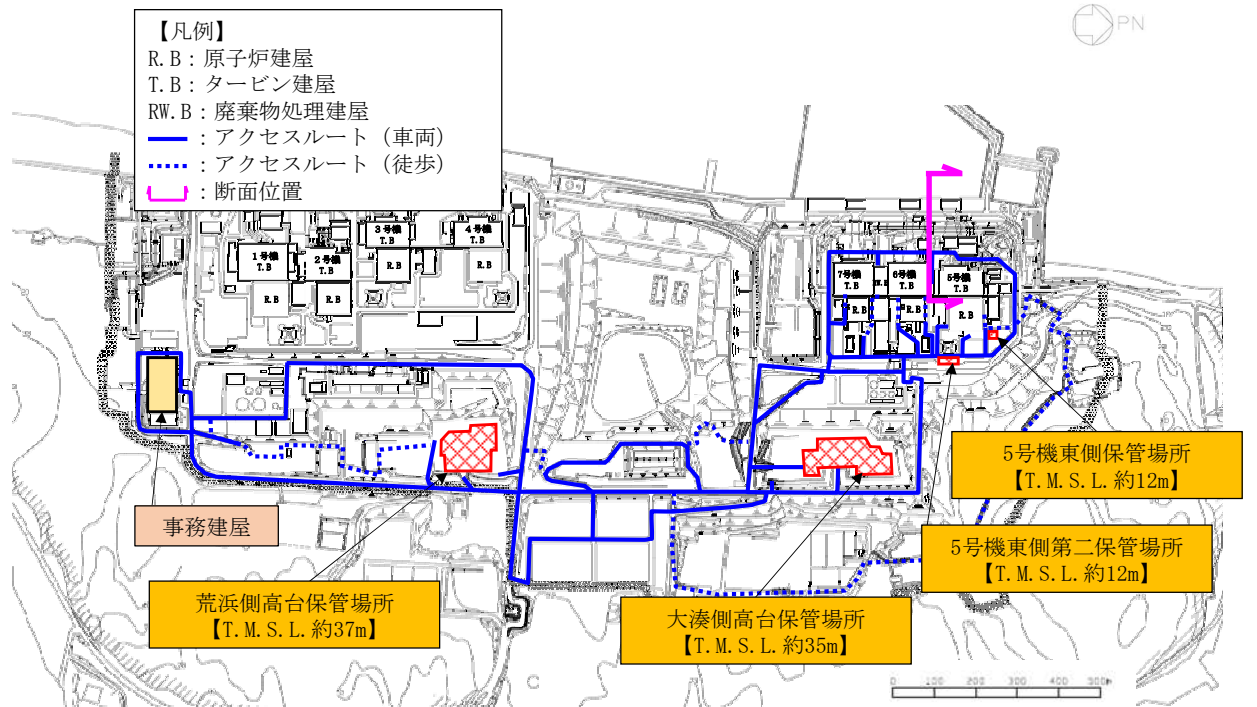 【凡例】
R.B：原子炉建屋
T.B：タービン建屋
RW.B：廃棄物処理建屋
：アクセスルート（車両）
：アクセスルート（徒歩）
：断面位置
PN
1号機
T.B
2号機
T.B
3号機
T.B
4号機
T.B
R.B
R.B
R.B
R.B
7号機
T.B
6号機
T.B
5号機
T.B
R.B
R.B
R.B
5号機東側保管場所
【T.M.S.L.約12m】
5号機東側第二保管場所
【T.M.S.L.約12m】
事務建屋
荒浜側高台保管場所
【T.M.S.L.約37m】
大湊側高台保管場所
【T.M.S.L.約35m】
0 100 200 300 400 500m